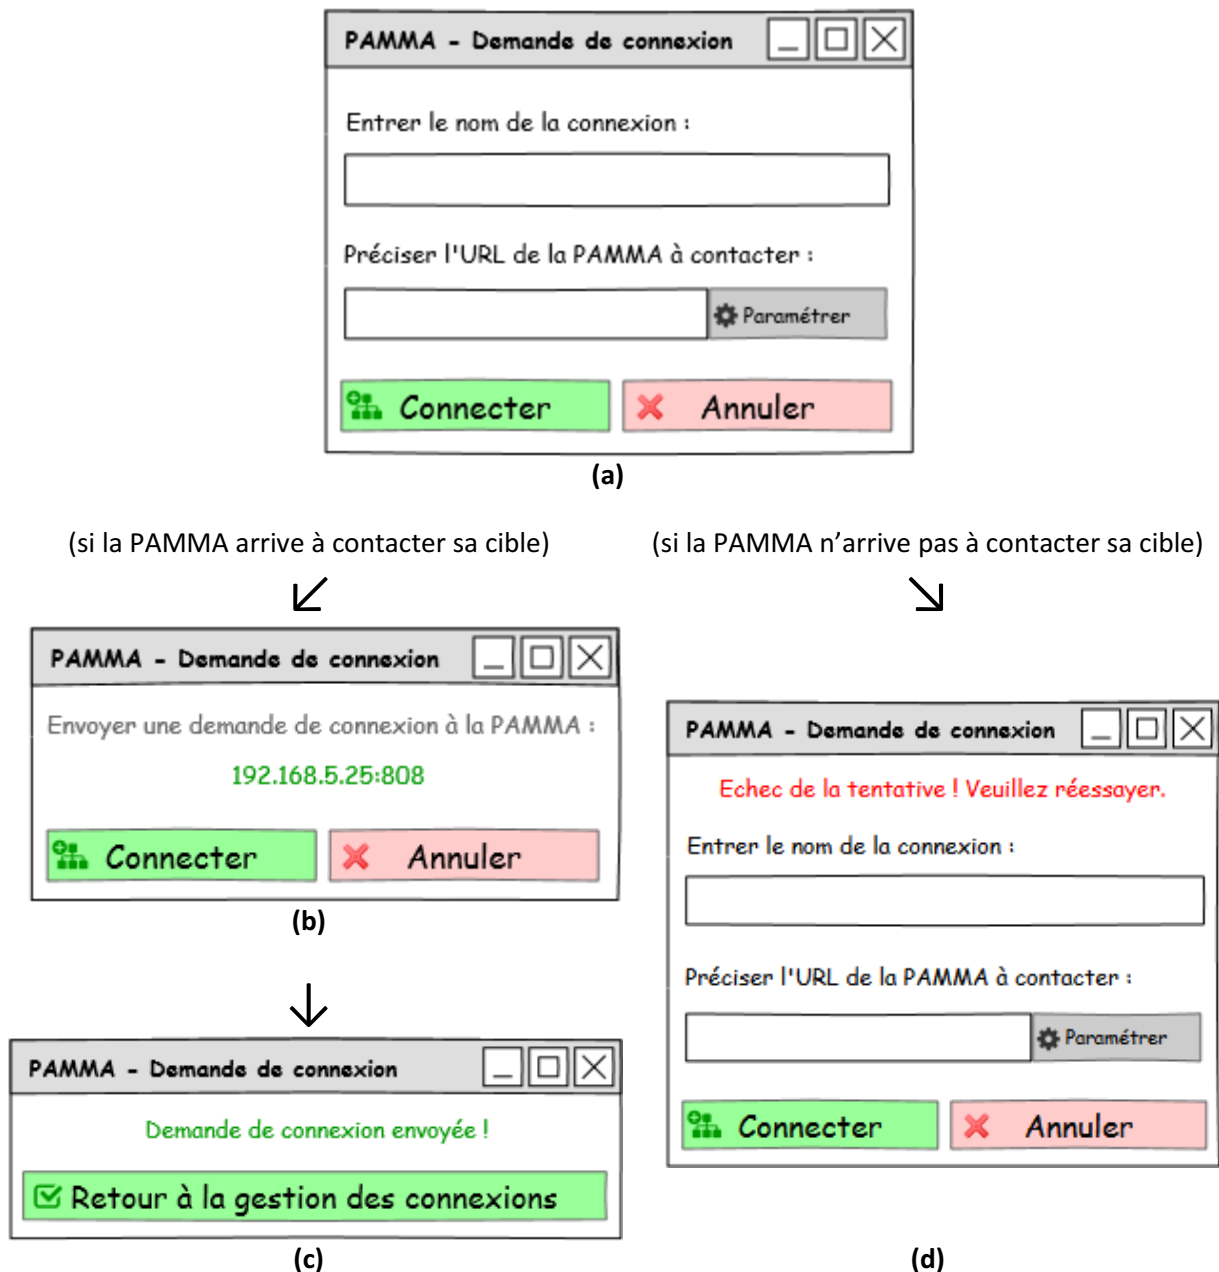 PAMMA - Demande de connexion
Entrer le nom de la connexion :
Préciser l'URL de la PAMMA à contacter :
Paramétrer
Connecter
Annuler
(a)
(si la PAMMA arrive à contacter sa cible)
(si la PAMMA n’arrive pas à contacter sa cible)
PAMMA - Demande de connexion
Envoyer une demande de connexion à la PAMMA :
192.168.5.25:808
Connecter
Annuler
(b)
PAMMA - Demande de connexion
Demande de connexion envoyée !
Retour à la gestion des connexions
(c)
PAMMA - Demande de connexion
Echec de la tentative ! Veuillez réessayer.
Entrer le nom de la connexion :
Préciser l'URL de la PAMMA à contacter :
Paramétrer
Connecter
Annuler
(d)